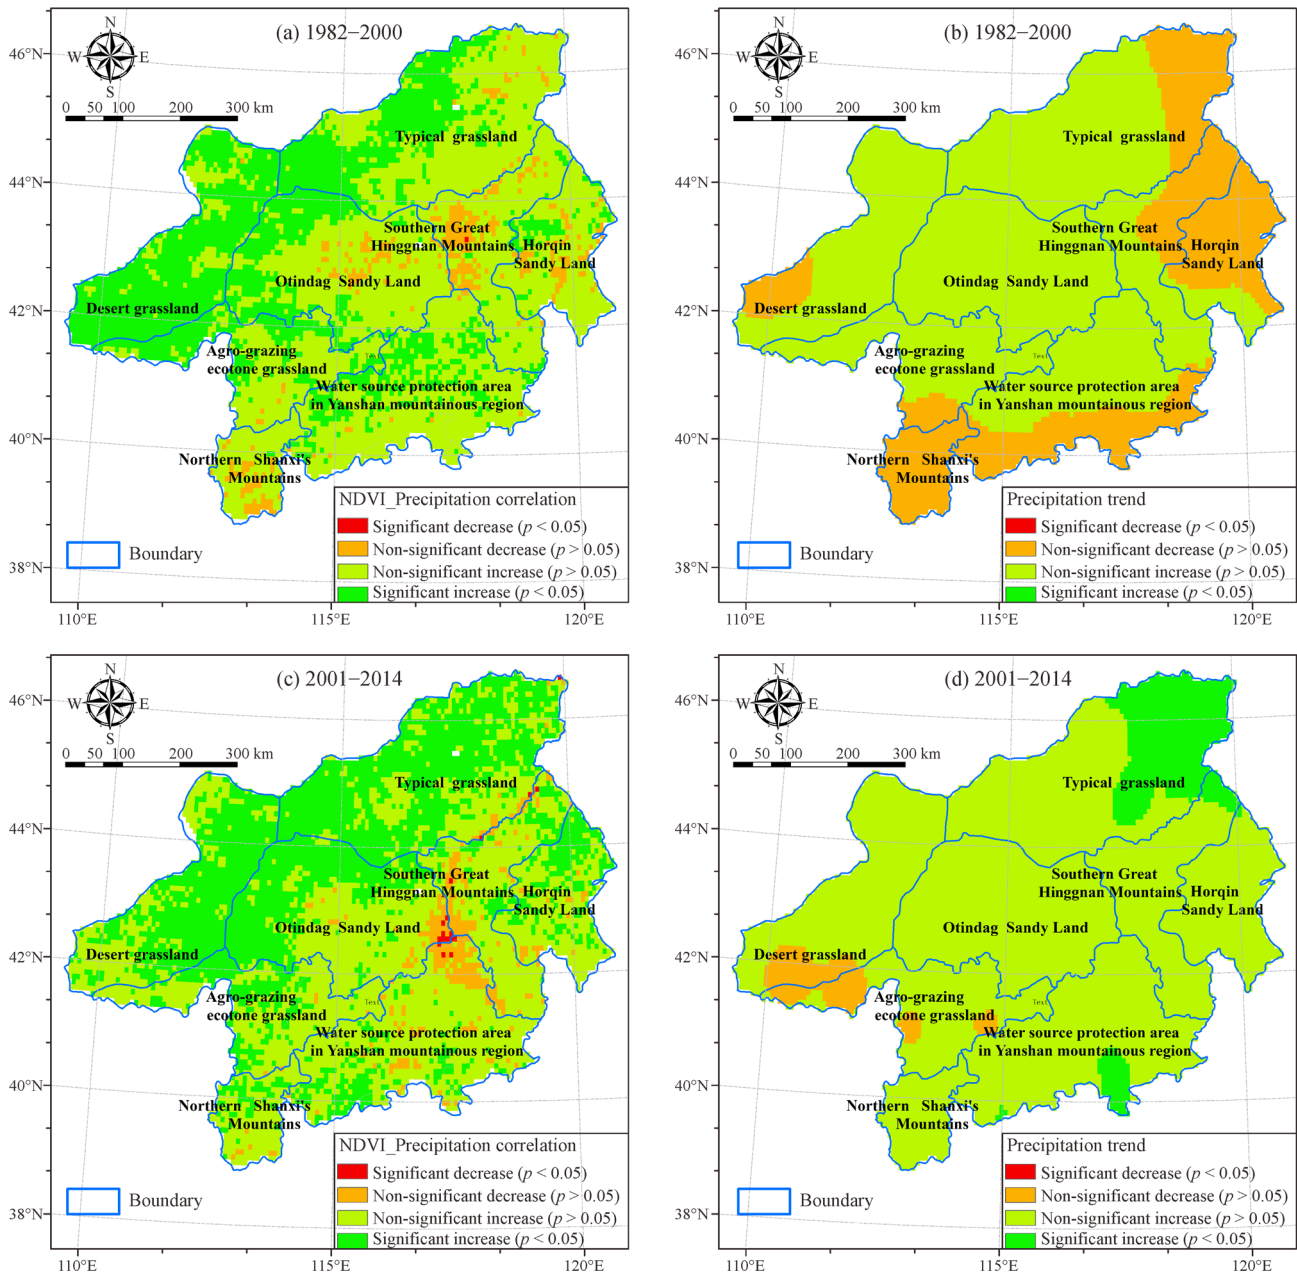 (a) 1982−2000
N
W E
S
0 50 100 200 300 km
46°N
44°N
42°N
40°N
38°N
110°E 115°E 120°E
Typical grassland
Southern Great
Hinggnan Mountains
Horqin
Sandy Land
Otindag Sandy Land
Desert grassland
Agro-grazing
ecotone grassland
Text
Water source protection area
in Yanshan mountainous region
Northern Shanxi's
Mountains
NDVI_Precipitation correlation
Significant decrease (p < 0.05)
Non-significant decrease (p > 0.05)
Non-significant increase (p > 0.05)
Significant increase (p < 0.05)
Boundary
(b) 1982−2000
N
W E
S
0 50 100 200 300 km
46°N
44°N
42°N
40°N
38°N
110°E 115°E 120°E
Typical grassland
Southern Great
Hinggnan Mountains
Horqin
Sandy Land
Otindag Sandy Land
Desert grassland
Agro-grazing
ecotone grassland
Text
Water source protection area
in Yanshan mountainous region
Northern Shanxi's
Mountains
Precipitation trend
Significant decrease (p < 0.05)
Non-significant decrease (p > 0.05)
Non-significant increase (p > 0.05)
Significant increase (p < 0.05)
Boundary
(c) 2001−2014
N
W E
S
0 50 100 200 300 km
46°N
44°N
42°N
40°N
38°N
110°E 115°E 120°E
Typical grassland
Southern Great
Hinggnan Mountains
Horqin
Sandy Land
Otindag Sandy Land
Desert grassland
Agro-grazing
ecotone grassland
Text
Water source protection area
in Yanshan mountainous region
Northern Shanxi's
Mountains
NDVI_Precipitation correlation
Significant decrease (p < 0.05)
Non-significant decrease (p > 0.05)
Non-significant increase (p > 0.05)
Significant increase (p < 0.05)
Boundary
(d) 2001−2014
N
W E
S
0 50 100 200 300 km
46°N
44°N
42°N
40°N
38°N
110°E 115°E 120°E
Typical grassland
Southern Great
Hinggnan Mountains
Horqin
Sandy Land
Otindag Sandy Land
Desert grassland
Agro-grazing
ecotone grassland
Text
Water source protection area
in Yanshan mountainous region
Northern Shanxi's
Mountains
Precipitation trend
Significant decrease (p < 0.05)
Non-significant decrease (p > 0.05)
Non-significant increase (p > 0.05)
Significant increase (p < 0.05)
Boundary